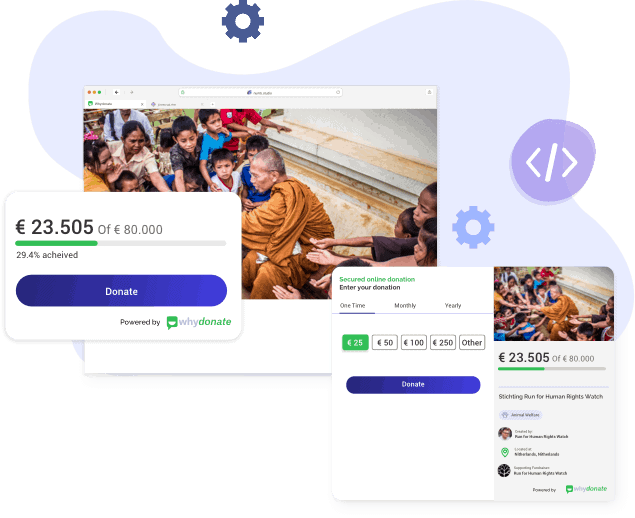 Whydonate
€ 23.505 Of € 80.000
29.4% acheived
Donate
Powered by whydonate
Secured online donation
Enter your donation
One Time Monthly Yearly
€ 25 € 50 € 100 € 250 Other
Donate
€ 23.505 Of € 80.000
Stichting Run for Human Rights Watch
Animal Welfare
Created by
Run for Human Rights Watch
Netherlands, Netherlands
Supporting Fundraiser
Run for Human Rights Watch
Powered by whydonate